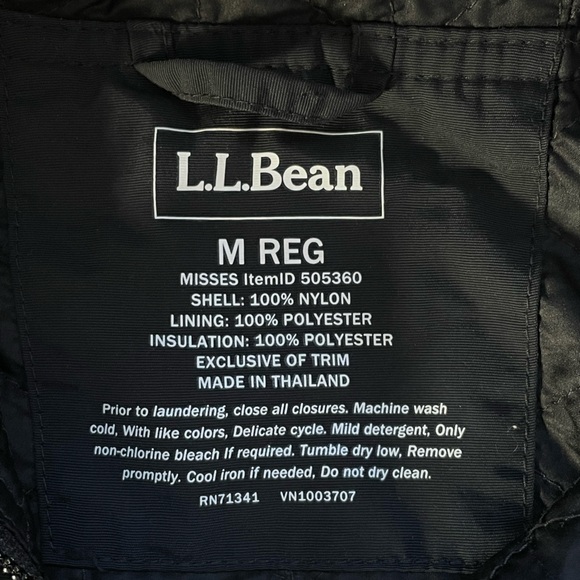 L.L.Bean
M REG
MISSES ItemID 505360
SHELL: 100% NYLON
LINING: 100% POLYESTER
INSULATION: 100% POLYESTER
EXCLUSIVE OF TRIM
MADE IN THAILAND
Prior to laundering, close all closures. Machine wash
cold, With like colors, Delicate cycle. Mild detergent, Only
non-chlorine bleach If required. Tumble dry low, Remove
promptly. Cool iron if needed, Do not dry clean.
RN71341 VN1003707